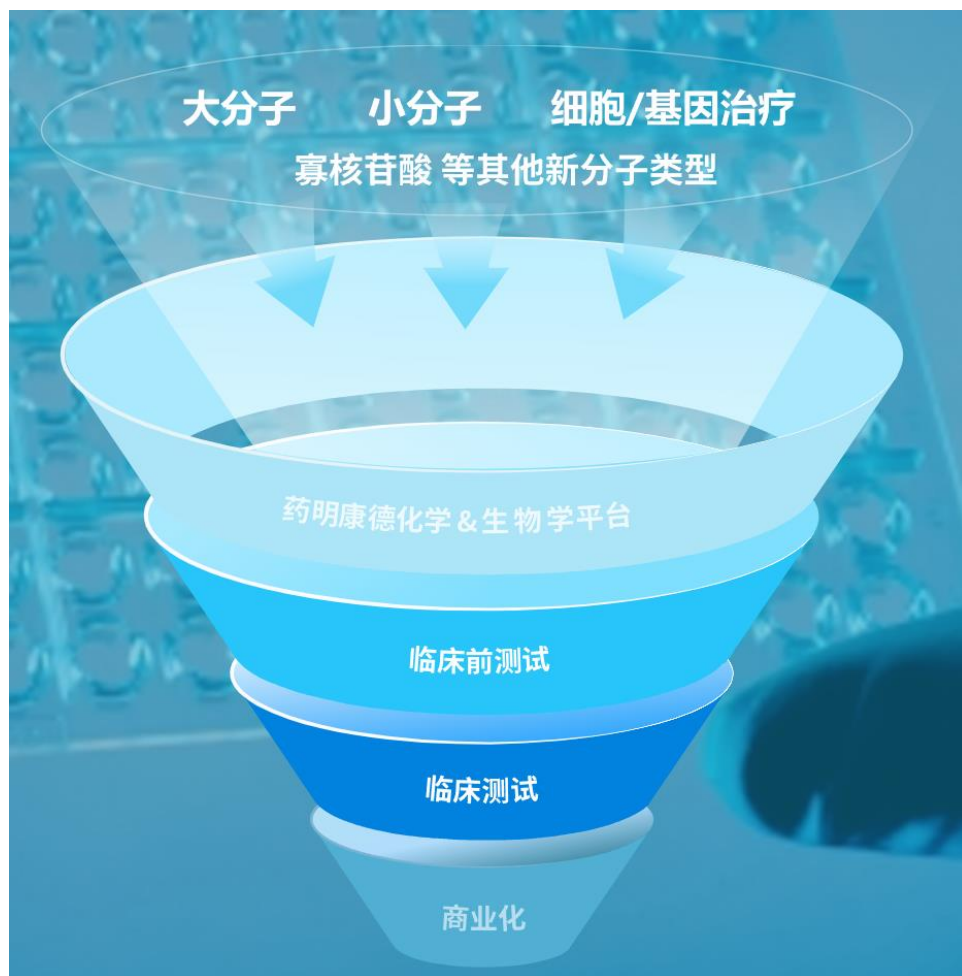 大分子 小分子 细胞/基因治疗
寡核苷酸 等其他新分子类型
药明康德化学&生物学平台
临床前测试
临床测试
商业化